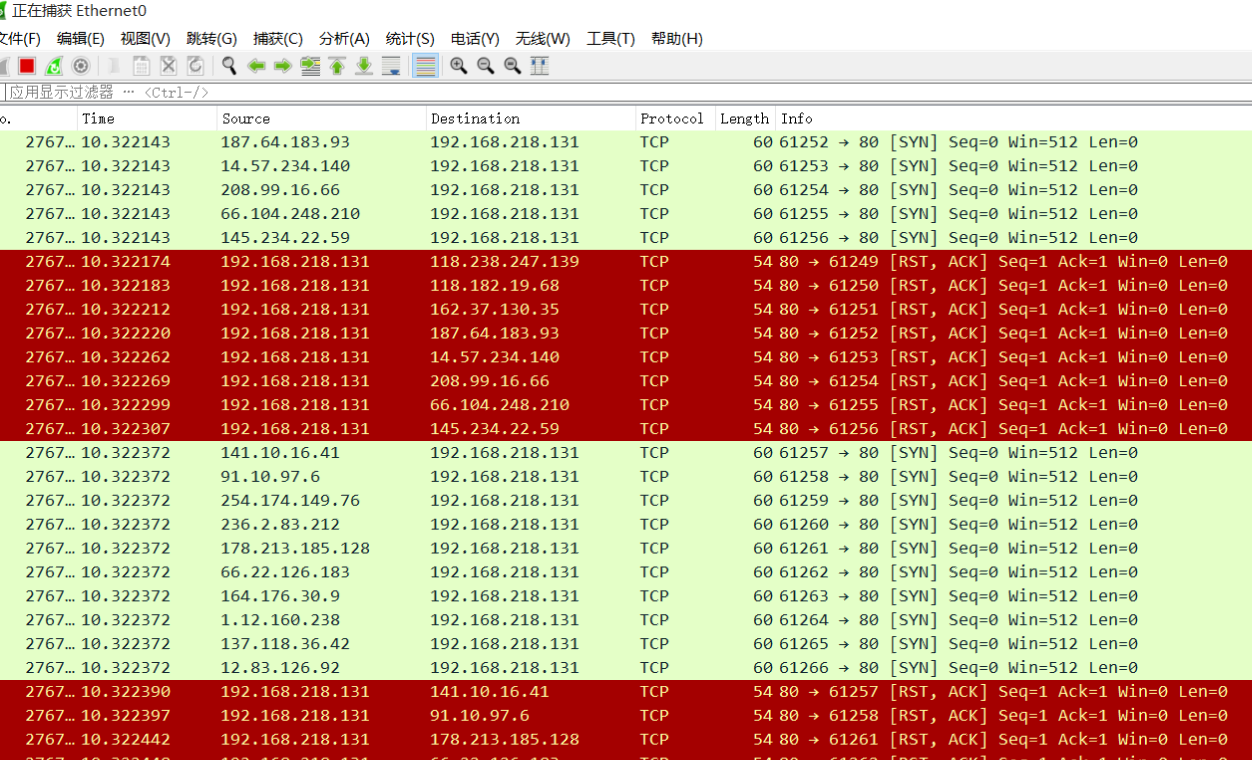 正在捕获 Ethernet0
文件(F) 编辑(E) 视图(V) 跳转(G) 捕获(C) 分析(A) 统计(S) 电话(Y) 无线(W) 工具(T) 帮助(H)
应用显示过滤器 … <Ctrl-/>
o. Time Source Destination Protocol Length Info
2767… 10.322143 187.64.183.93 192.168.218.131 TCP 60 61252 → 80 [SYN] Seq=0 Win=512 Len=0
2767… 10.322143 14.57.234.140 192.168.218.131 TCP 60 61253 → 80 [SYN] Seq=0 Win=512 Len=0
2767… 10.322143 208.99.16.66 192.168.218.131 TCP 60 61254 → 80 [SYN] Seq=0 Win=512 Len=0
2767… 10.322143 66.104.248.210 192.168.218.131 TCP 60 61255 → 80 [SYN] Seq=0 Win=512 Len=0
2767… 10.322143 145.234.22.59 192.168.218.131 TCP 60 61256 → 80 [SYN] Seq=0 Win=512 Len=0
2767… 10.322174 192.168.218.131 118.238.247.139 TCP 54 80 → 61249 [RST, ACK] Seq=1 Ack=1 Win=0 Len=0
2767… 10.322183 192.168.218.131 118.182.19.68 TCP 54 80 → 61250 [RST, ACK] Seq=1 Ack=1 Win=0 Len=0
2767… 10.322212 192.168.218.131 162.37.130.35 TCP 54 80 → 61251 [RST, ACK] Seq=1 Ack=1 Win=0 Len=0
2767… 10.322220 192.168.218.131 187.64.183.93 TCP 54 80 → 61252 [RST, ACK] Seq=1 Ack=1 Win=0 Len=0
2767… 10.322262 192.168.218.131 14.57.234.140 TCP 54 80 → 61253 [RST, ACK] Seq=1 Ack=1 Win=0 Len=0
2767… 10.322269 192.168.218.131 208.99.16.66 TCP 54 80 → 61254 [RST, ACK] Seq=1 Ack=1 Win=0 Len=0
2767… 10.322299 192.168.218.131 66.104.248.210 TCP 54 80 → 61255 [RST, ACK] Seq=1 Ack=1 Win=0 Len=0
2767… 10.322307 192.168.218.131 145.234.22.59 TCP 54 80 → 61256 [RST, ACK] Seq=1 Ack=1 Win=0 Len=0
2767… 10.322372 141.10.16.41 192.168.218.131 TCP 60 61257 → 80 [SYN] Seq=0 Win=512 Len=0
2767… 10.322372 91.10.97.6 192.168.218.131 TCP 60 61258 → 80 [SYN] Seq=0 Win=512 Len=0
2767… 10.322372 254.174.149.76 192.168.218.131 TCP 60 61259 → 80 [SYN] Seq=0 Win=512 Len=0
2767… 10.322372 236.2.83.212 192.168.218.131 TCP 60 61260 → 80 [SYN] Seq=0 Win=512 Len=0
2767… 10.322372 178.213.185.128 192.168.218.131 TCP 60 61261 → 80 [SYN] Seq=0 Win=512 Len=0
2767… 10.322372 66.22.126.183 192.168.218.131 TCP 60 61262 → 80 [SYN] Seq=0 Win=512 Len=0
2767… 10.322372 164.176.30.9 192.168.218.131 TCP 60 61263 → 80 [SYN] Seq=0 Win=512 Len=0
2767… 10.322372 1.12.160.238 192.168.218.131 TCP 60 61264 → 80 [SYN] Seq=0 Win=512 Len=0
2767… 10.322372 137.118.36.42 192.168.218.131 TCP 60 61265 → 80 [SYN] Seq=0 Win=512 Len=0
2767… 10.322372 12.83.126.92 192.168.218.131 TCP 60 61266 → 80 [SYN] Seq=0 Win=512 Len=0
2767… 10.322390 192.168.218.131 141.10.16.41 TCP 54 80 → 61257 [RST, ACK] Seq=1 Ack=1 Win=0 Len=0
2767… 10.322397 192.168.218.131 91.10.97.6 TCP 54 80 → 61258 [RST, ACK] Seq=1 Ack=1 Win=0 Len=0
2767… 10.322442 192.168.218.131 178.213.185.128 TCP 54 80 → 61261 [RST, ACK] Seq=1 Ack=1 Win=0 Len=0